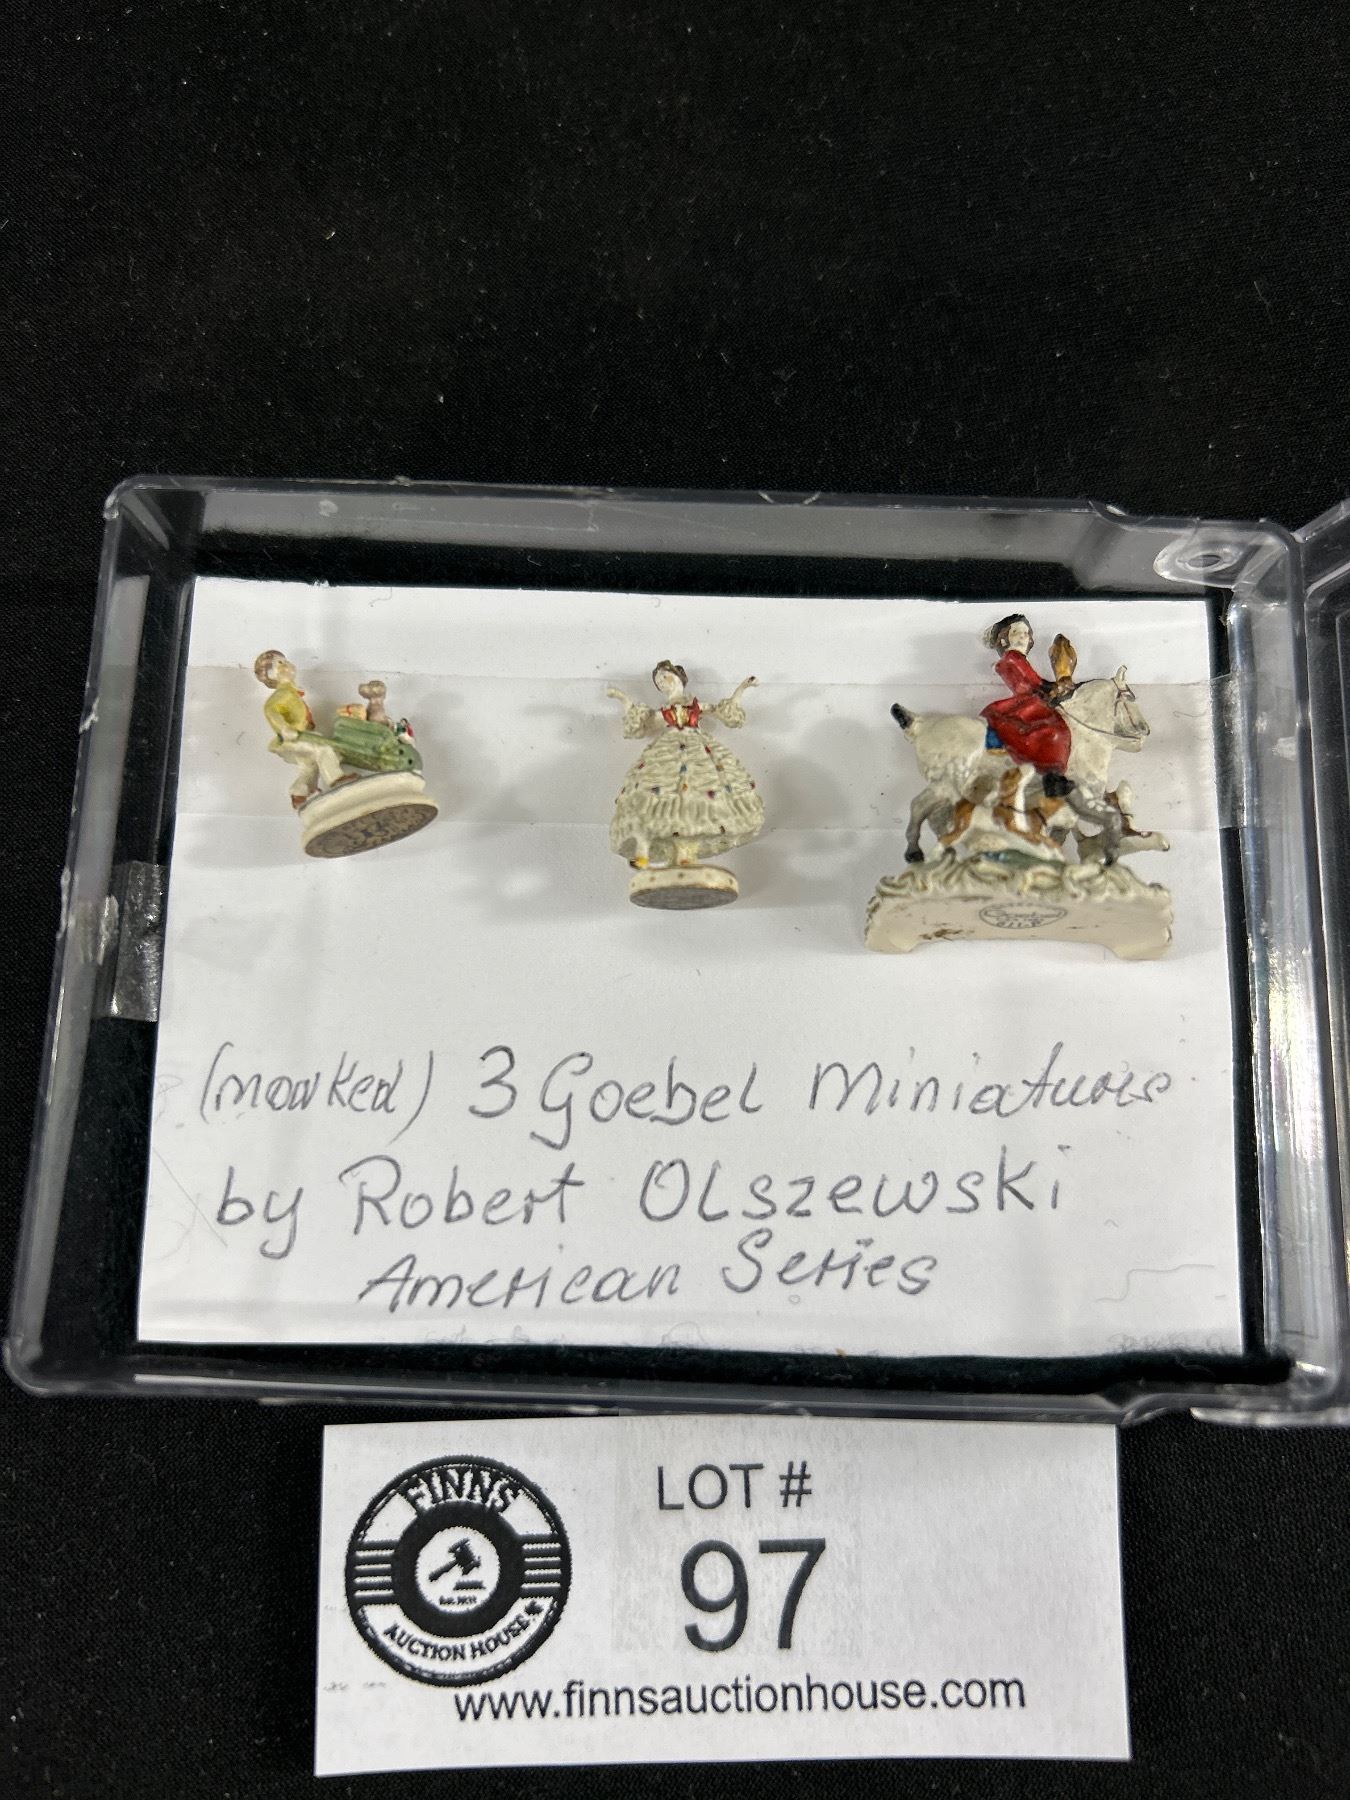 (marked) 3 Goebel Miniatures
by Robert Olszewski
American Series
FINNS
AUCTION HOUSE
LOT #
97
www.finnsauctionhouse.com